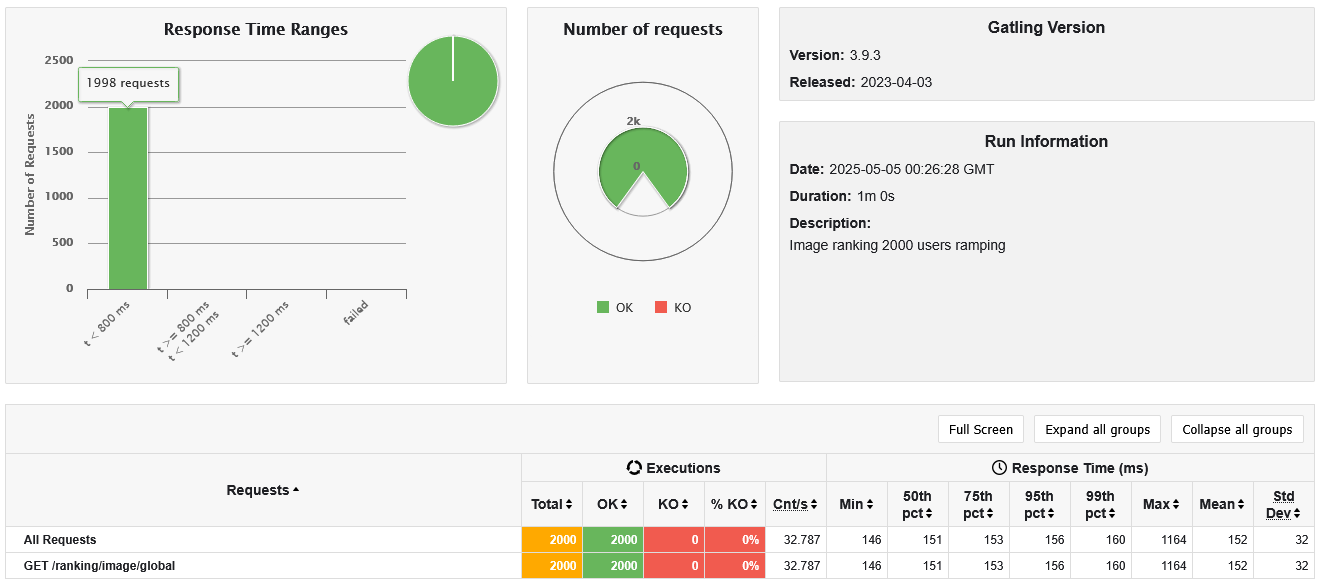 Response Time Ranges
2500
2000
1500
1000
500
0
Number of Requests
1998 requests
t < 800 ms
t >= 800 ms
t < 1200 ms
t >= 1200 ms
failed
Number of requests
2k
0
OK KO
Gatling Version
Version: 3.9.3
Released: 2023-04-03
Run Information
Date: 2025-05-05 00:26:28 GMT
Duration: 1m 0s
Description:
Image ranking 2000 users ramping
Full Screen Expand all groups Collapse all groups
Requests Executions Response Time (ms)
Total OK KO % KO Cnt/s Min 50th pct 75th pct 95th pct 99th pct Max Mean Std Dev
All Requests 2000 2000 0 0% 32.787 146 151 153 156 160 1164 152 32
GET /ranking/image/global 2000 2000 0 0% 32.787 146 151 153 156 160 1164 152 32